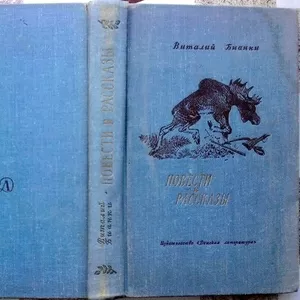 Виталий Бианки
ПОВЕСТИ
и
РАССКАЗЫ
Издательство «Детская литература»
Виталий
Бианки
ПОВЕСТИ и РАССКАЗЫ